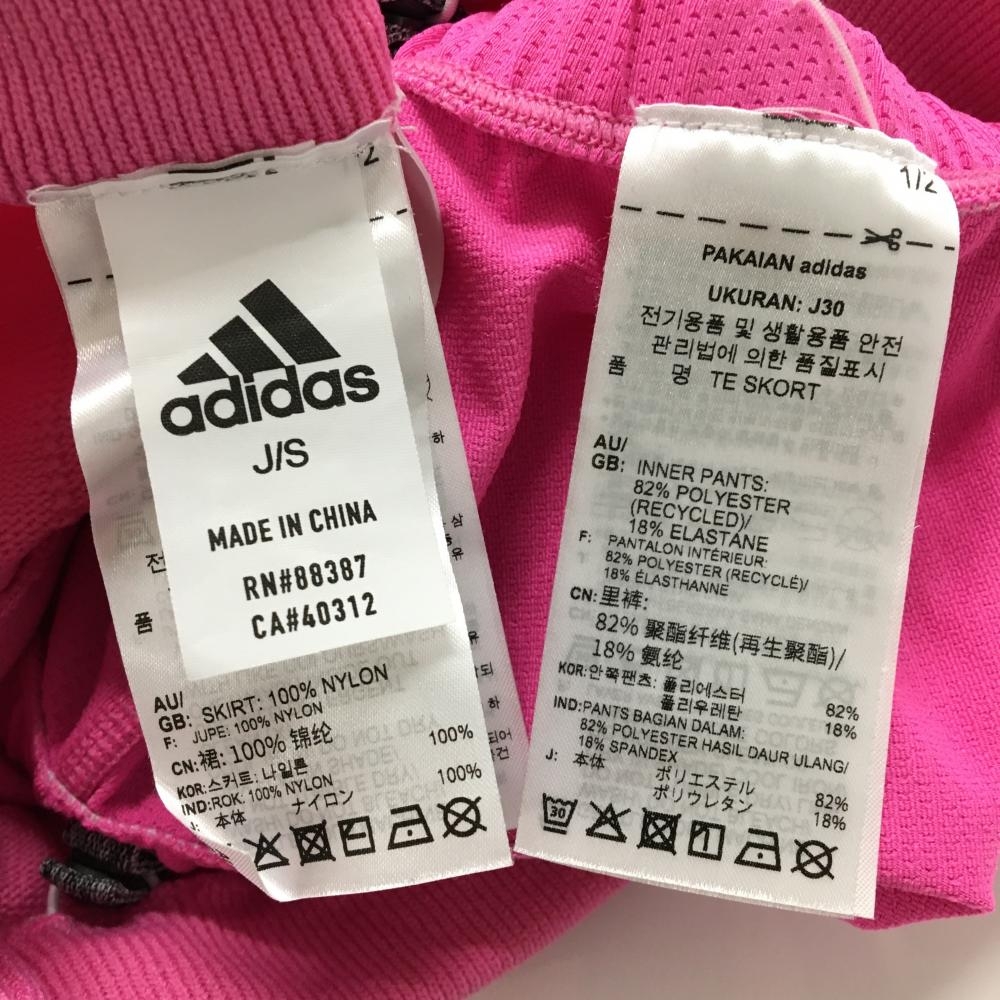 adidas
J/S
MADE IN CHINA
RN#88387
CA#40312
AU/
GB: SKIRT: 100% NYLON
F: JUPE: 100% NYLON
CN: 裙: 100% 锦纶
KOR: 스커트: 나일론 100%
IND: ROK: 100% NYLON
J: 本体 ナイロン 100%
1/2
PAKAIAN adidas
UKURAN: J30
전기용품 및 생활용품 안전
관리법에 의한 품질표시
품 명 TE SKORT
AU/
GB: INNER PANTS:
82% POLYESTER
(RECYCLED)/
18% ELASTANE
F: PANTALON INTÉRIEUR:
82% POLYESTER (RECYCLÉ)/
18% ÉLASTHANNE
CN: 里裤:
82% 聚酯纤维(再生聚酯)/
18% 氨纶
KOR: 안쪽팬츠: 폴리에스터 82%
폴리우레탄 18%
IND: PANTS BAGIAN DALAM:
82% POLYESTER HASIL DAUR ULANG/
18% SPANDEX
J: 本体 ポリエステル 82%
ポリウレタン 18%
30